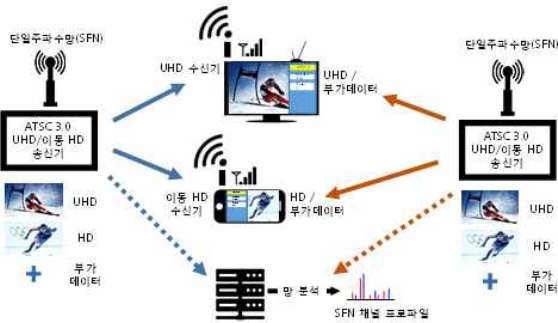 단일주파수망(SFN)
ATSC 3.0
UHD/이동 HD
송신기
UHD
HD
부가
데이터
UHD 수신기
UHD /
부가데이터
이동 HD
수신기
HD /
부가데이터
망 분석
SFN 채널 프로파일
단일주파수망(SFN)
ATSC 3.0
UHD/이동 HD
송신기
UHD
HD
부가
데이터